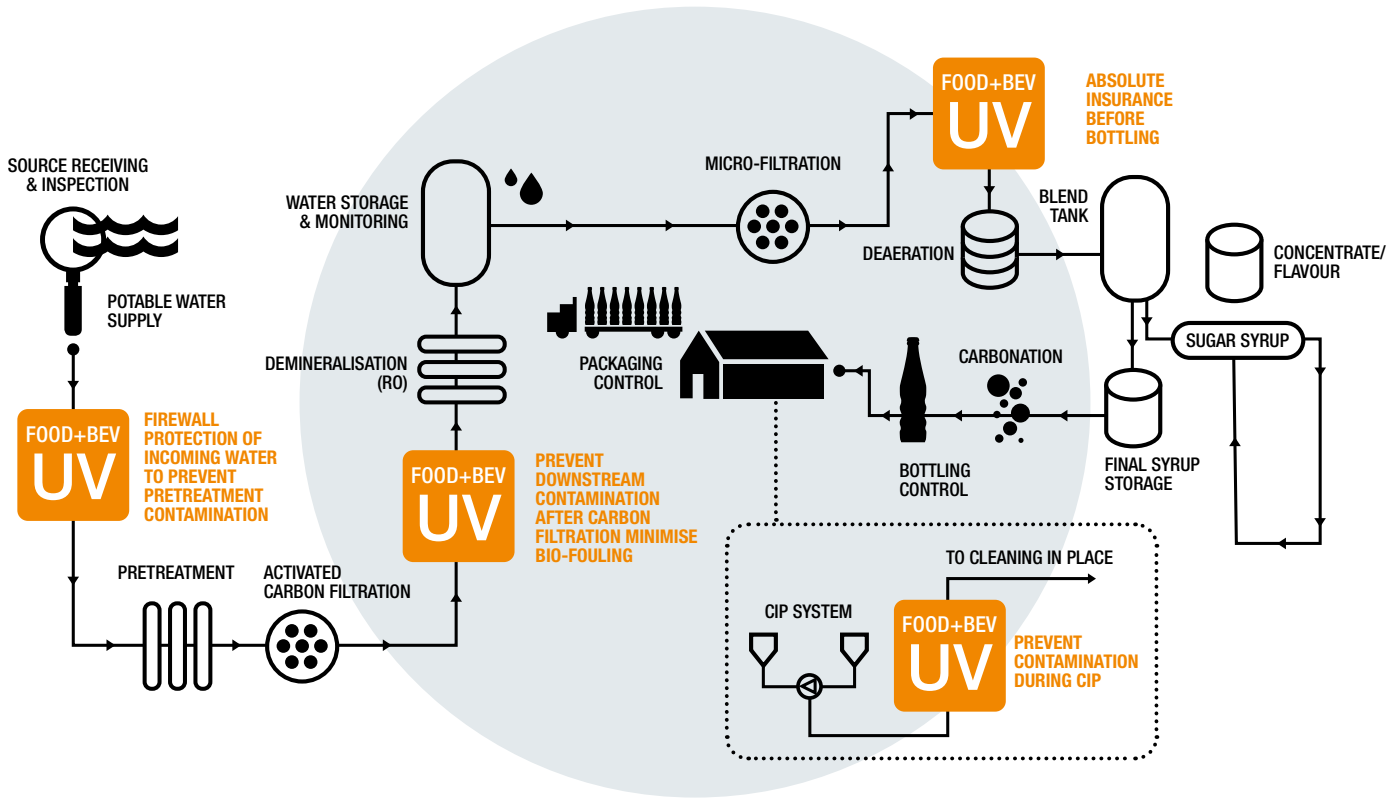 SOURCE RECEIVING
& INSPECTION
POTABLE WATER
SUPPLY
FOOD+BEV
UV
FIREWALL
PROTECTION OF
INCOMING WATER
TO PREVENT
PRETREATMENT
CONTAMINATION
PRETREATMENT
ACTIVATED
CARBON FILTRATION
FOOD+BEV
UV
PREVENT
DOWNSTREAM
CONTAMINATION
AFTER CARBON
FILTRATION MINIMISE
BIO-FOULING
DEMINERALISATION
(RO)
WATER STORAGE
& MONITORING
MICRO-FILTRATION
FOOD+BEV
UV
ABSOLUTE
INSURANCE
BEFORE
BOTTLING
DEAERATION
BLEND
TANK
CONCENTRATE/
FLAVOUR
SUGAR SYRUP
FINAL SYRUP
STORAGE
CARBONATION
BOTTLING
CONTROL
PACKAGING
CONTROL
TO CLEANING IN PLACE
CIP SYSTEM
FOOD+BEV
UV
PREVENT
CONTAMINATION
DURING CIP